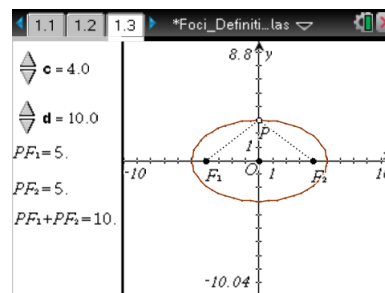 1.1 1.2 1.3 *Foci_Definiti...las
c = 4.0
d = 10.0
PF₁=5.
PF₂=5.
PF₁+PF₂=10.
8.8 y
P
1
-10 F₁ O 1 F₂ 10
-10.04